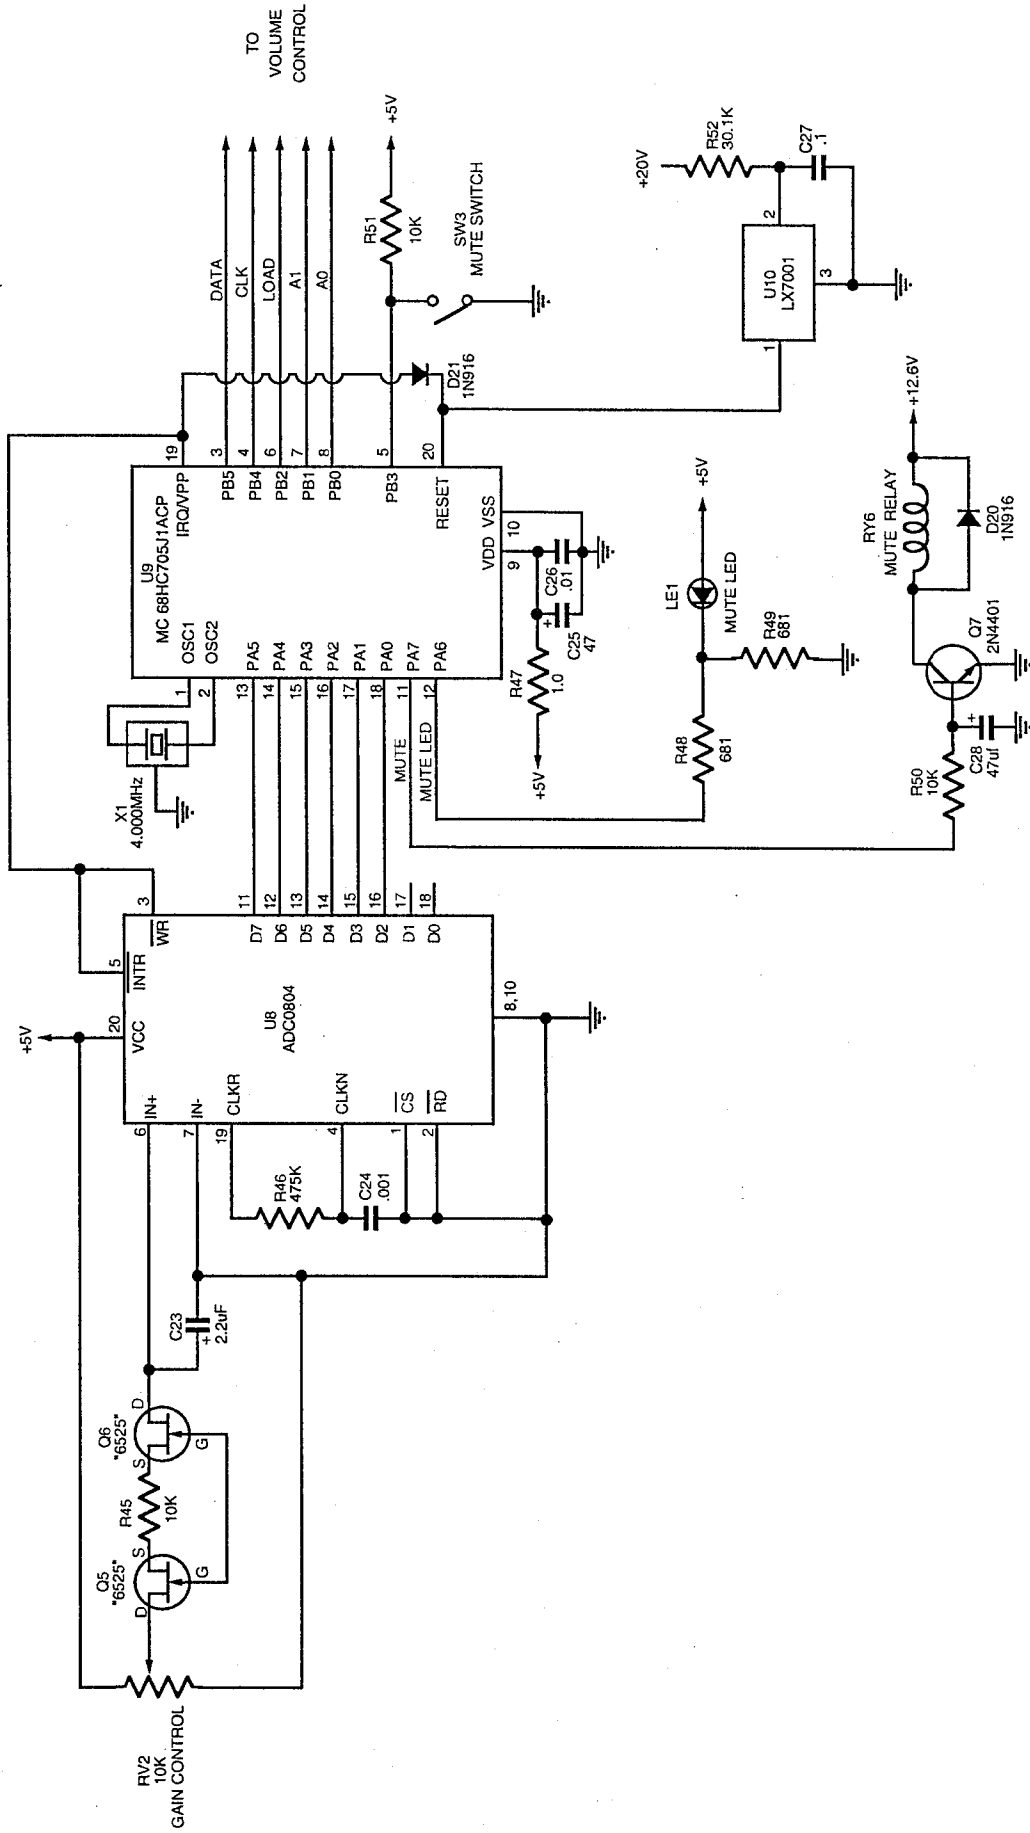 RV2
10K
GAIN CONTROL
Q5
"6525"
D
S
G
R45
10K
Q6
"6525"
S
D
G
C23
+
2.2uF
+5V
6
IN+
7
IN-
19
CLKR
4
CLKN
1
CS
2
RD
R46
475K
C24
.001
20
VCC
5
INTR
3
WR
U8
ADC0804
8,10
11
D7
12
D6
13
D5
14
D4
15
D3
16
D2
17
D1
18
D0
X1
4.000MHz
1
OSC1
2
OSC2
13
PA5
14
PA4
15
PA3
16
PA2
17
PA1
18
PA0
11
PA7
12
PA6
MUTE
MUTE LED
U9
MC 68HC705J1ACP
19
IRQ/VPP
3
PB5
4
PB4
6
PB2
7
PB1
8
PB0
5
PB3
20
RESET
VDD
VSS
9
10
+5V
R47
1.0
+
C25
47
C26
.01
DATA
CLK
LOAD
A1
A0
TO
VOLUME
CONTROL
D21
1N916
R51
10K
+5V
SW3
MUTE SWITCH
R48
681
LE1
MUTE LED
+5V
R49
681
1
U10
LX7001
2
3
+20V
R52
30.1K
C27
.1
R50
10K
+
C28
47uf
Q7
2N4401
RY6
MUTE RELAY
D20
1N916
+12.6V